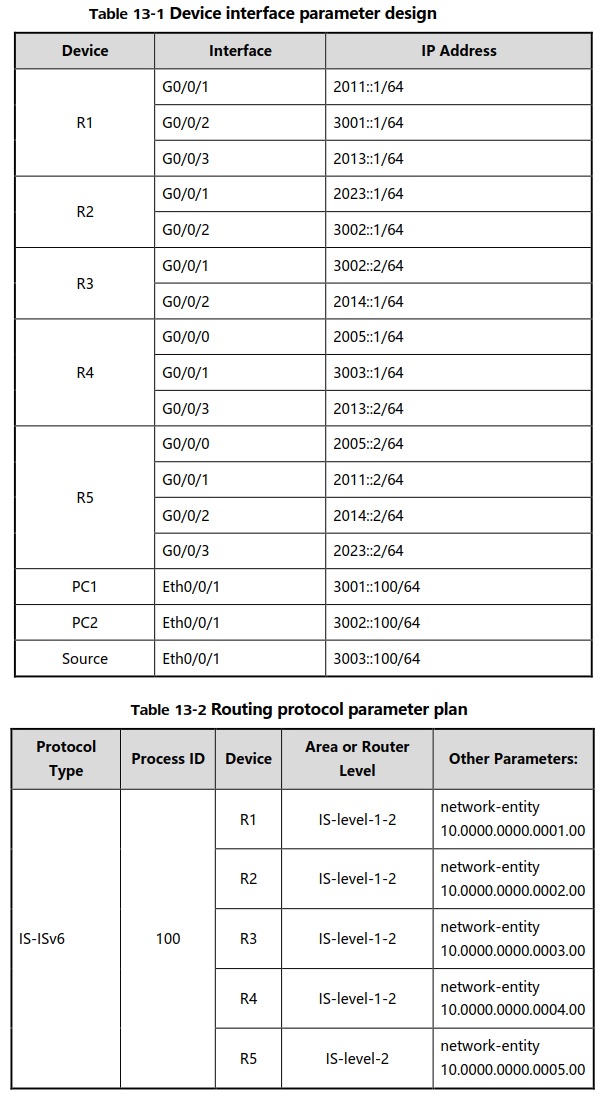 Table 13-1 Device interface parameter design
Device Interface IP Address
R1
G0/0/1 2011::1/64
G0/0/2 3001::1/64
G0/0/3 2013::1/64
R2
G0/0/1 2023::1/64
G0/0/2 3002::1/64
R3
G0/0/1 3002::2/64
G0/0/2 2014::1/64
R4
G0/0/0 2005::1/64
G0/0/1 3003::1/64
G0/0/3 2013::2/64
R5
G0/0/0 2005::2/64
G0/0/1 2011::2/64
G0/0/2 2014::2/64
G0/0/3 2023::2/64
PC1 Eth0/0/1 3001::100/64
PC2 Eth0/0/1 3002::100/64
Source Eth0/0/1 3003::100/64
Table 13-2 Routing protocol parameter plan
Protocol
Type
Process ID
Device
Area or Router
Level
Other Parameters:
IS-ISv6
100
R1
IS-level-1-2
network-entity
10.0000.0000.0001.00
R2
IS-level-1-2
network-entity
10.0000.0000.0002.00
R3
IS-level-1-2
network-entity
10.0000.0000.0003.00
R4
IS-level-1-2
network-entity
10.0000.0000.0004.00
R5
IS-level-2
network-entity
10.0000.0000.0005.00